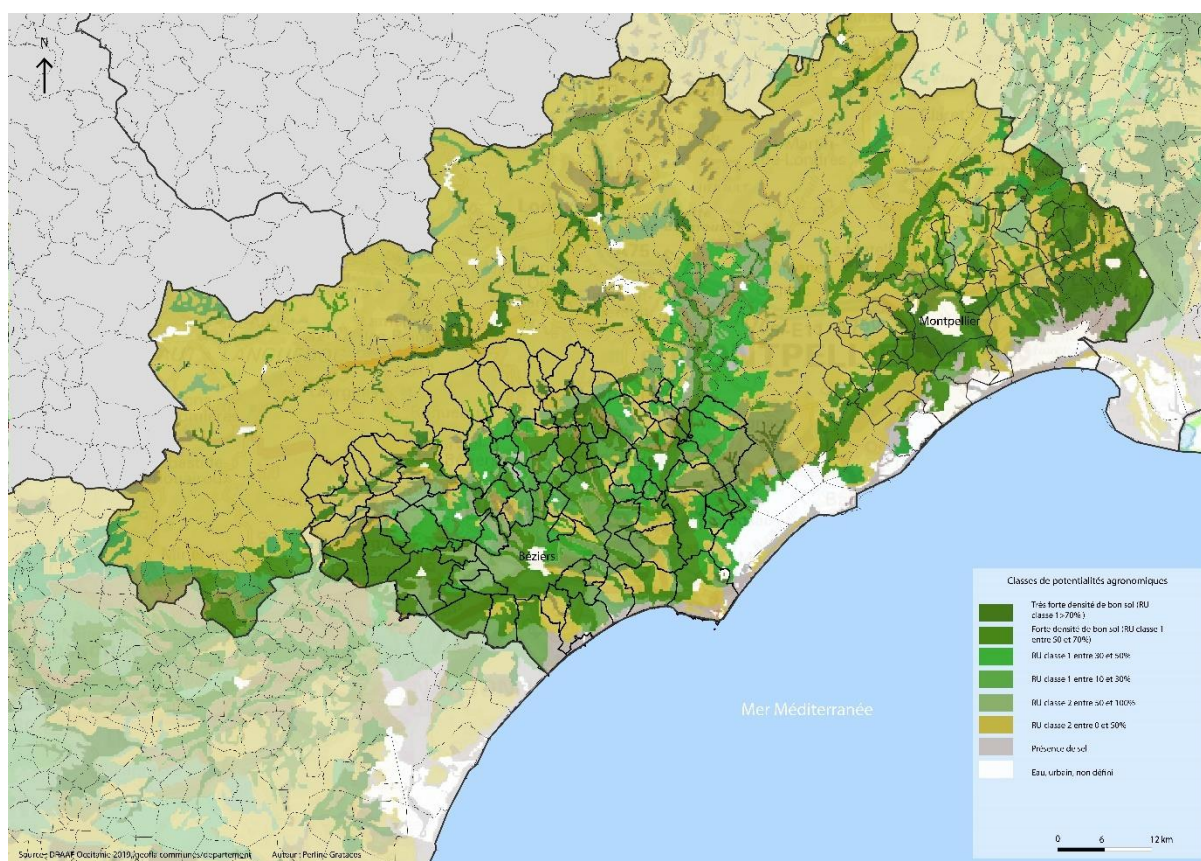 N
Montpellier
Béziers
Mer Méditerranée
Classes de potentialités agronomiques
Très forte densité de bon sol (RU
classe 1>70% )
Forte densité de bon sol (RU classe 1
entre 50 et 70%)
RU classe 1 entre 30 et 50%
RU classe 1 entre 10 et 30%
RU classe 2 entre 50 et 100%
RU classe 2 entre 0 et 50%
Présence de sel
Eau, urbain, non défini
0 6 12 km
Source: DRAAF Occitanie 2019, geofla communes/departement Auteur : Perline Gratacos